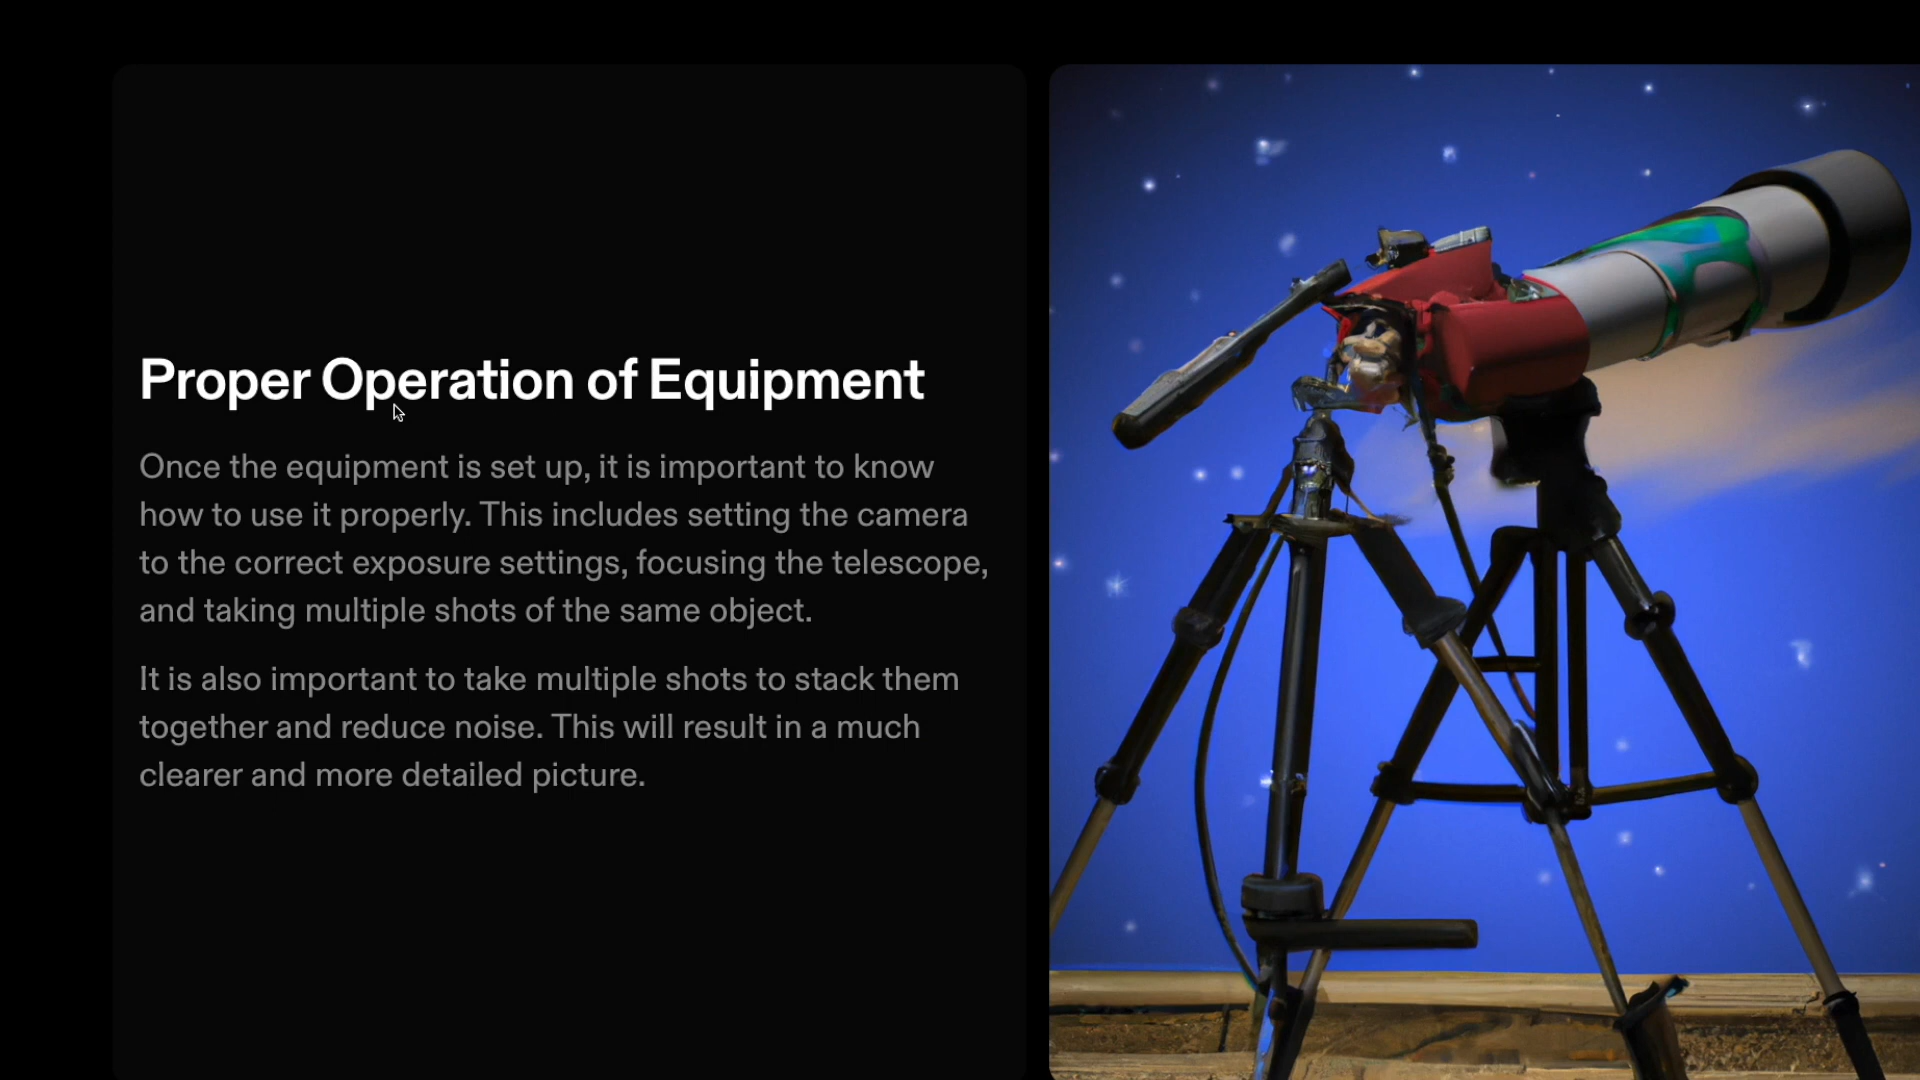 Proper Operation of Equipment
Once the equipment is set up, it is important to know
how to use it properly. This includes setting the camera
to the correct exposure settings, focusing the telescope,
and taking multiple shots of the same object.
It is also important to take multiple shots to stack them
together and reduce noise. This will result in a much
clearer and more detailed picture.